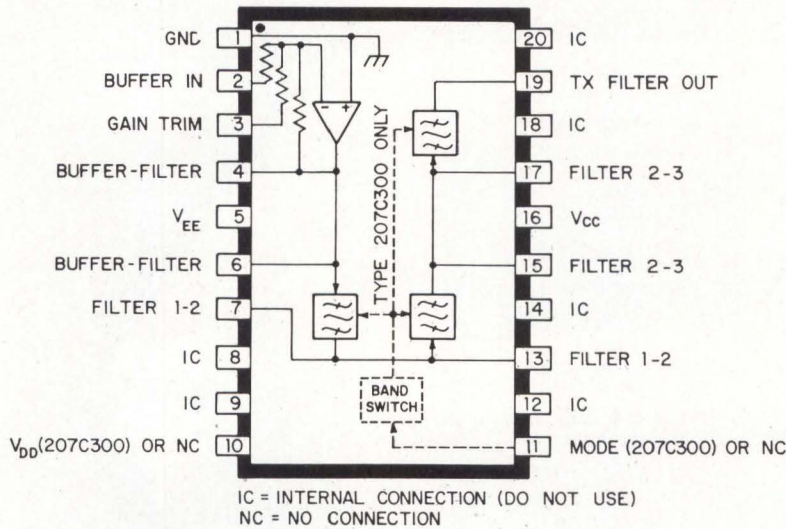 GND 1
BUFFER IN 2
GAIN TRIM 3
BUFFER-FILTER 4
VEE 5
BUFFER-FILTER 6
FILTER 1-2 7
IC 8
IC 9
VDD(207C300) OR NC 10
- +
TYPE 207C300 ONLY
BAND
SWITCH
20 IC
19 TX FILTER OUT
18 IC
17 FILTER 2-3
16 VCC
15 FILTER 2-3
14 IC
13 FILTER 1-2
12 IC
11 MODE (207C300) OR NC
IC = INTERNAL CONNECTION (DO NOT USE)
NC = NO CONNECTION